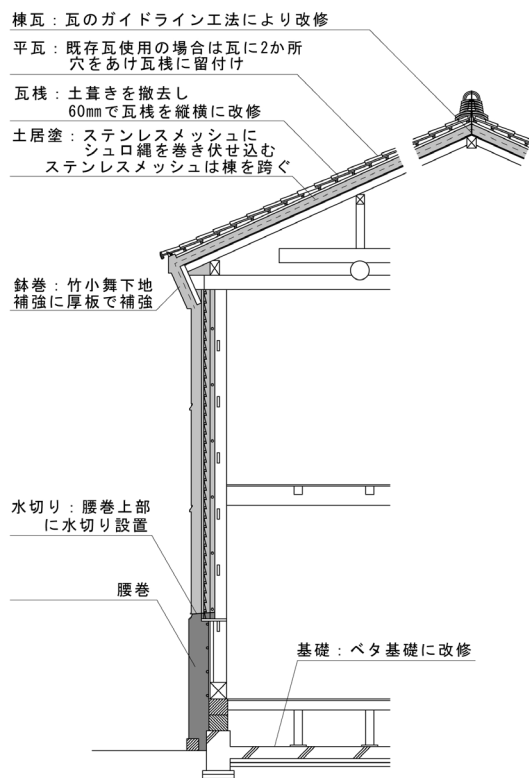 棟瓦：瓦のガイドライン工法により改修
平瓦：既存瓦使用の場合は瓦に2か所
穴をあけ瓦桟に留付け
瓦桟：土葺きを撤去し
60mmで瓦桟を縦横に改修
土居塗：ステンレスメッシュに
シュロ縄を巻き伏せ込む
ステンレスメッシュは棟を跨ぐ
鉢巻：竹小舞下地
補強に厚板で補強
水切り：腰巻上部
に水切り設置
腰巻
基礎：ベタ基礎に改修